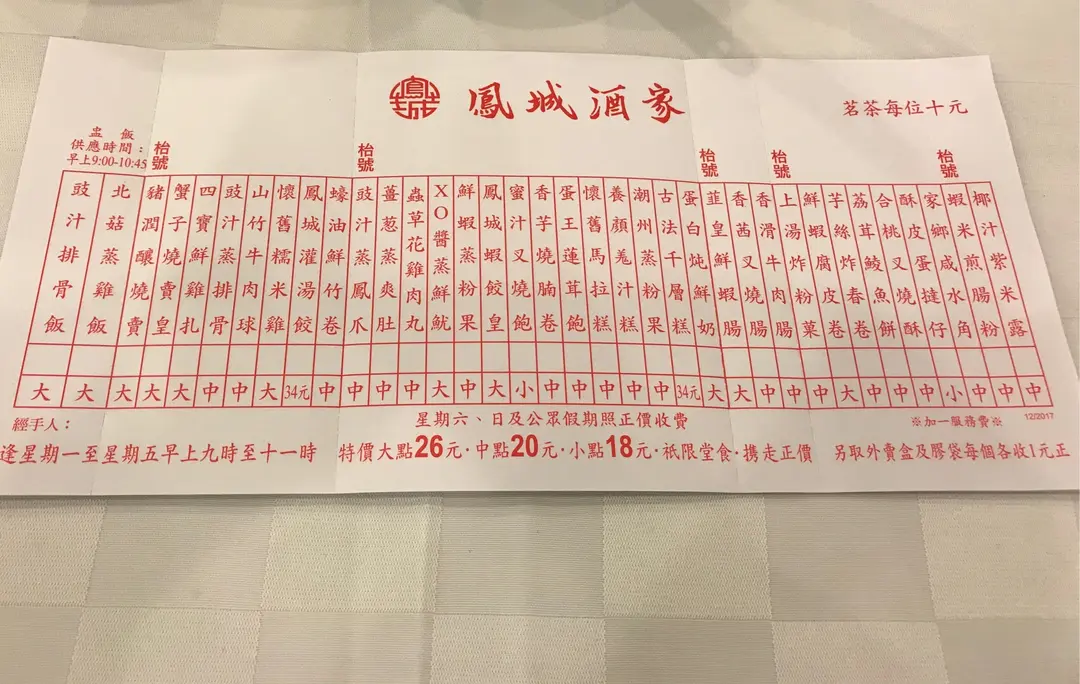 鳳城酒家
茗茶每位十元
盅飯
供應時間：
早上9:00-10:45
枱號
枱號
枱號
枱號
枱號
豉汁排骨飯
北菇蒸雞飯
豬潤釀燒賣
蟹子燒賣皇
四寶鮮雞扎
豉汁蒸排骨
山竹牛肉球
懷舊糯米雞
鳳城灌湯餃
蠔油鮮竹卷
豉汁蒸鳳爪
薑葱蒸爽肚
蟲草花雞肉丸
XO醬蒸鮮魷
鮮蝦蒸粉果
鳳城蝦餃皇
蜜汁叉燒飽
香芋燒腩卷
蛋王蓮茸飽
懷舊馬拉糕
養顏羗汁糕
潮州蒸粉果
古法千層糕
蛋白炖鮮奶
韮皇鮮蝦腸
香茜叉燒腸
香滑牛肉腸
上湯炸粉菓
鮮蝦腐皮卷
芋絲炸春卷
荔茸鯪魚餅
合桃叉燒酥
酥皮蛋撻仔
家鄉咸水角
蝦米煎腸粉
椰汁紫米露
大 大 大 大 大 中 中 大 34元 中 中 中 中 大 中 大 小 中 中 中 中 中 34元 大 大 中 中 中 大 中 中 中 小 中 中 中
經手人：
星期六、日及公眾假期照正價收費
※加一服務費※
12/2017
逢星期一至星期五早上九時至十一時 特價大點26元·中點20元·小點18元·祇限堂食·攜走正價 另取外賣盒及膠袋每個各收1元正